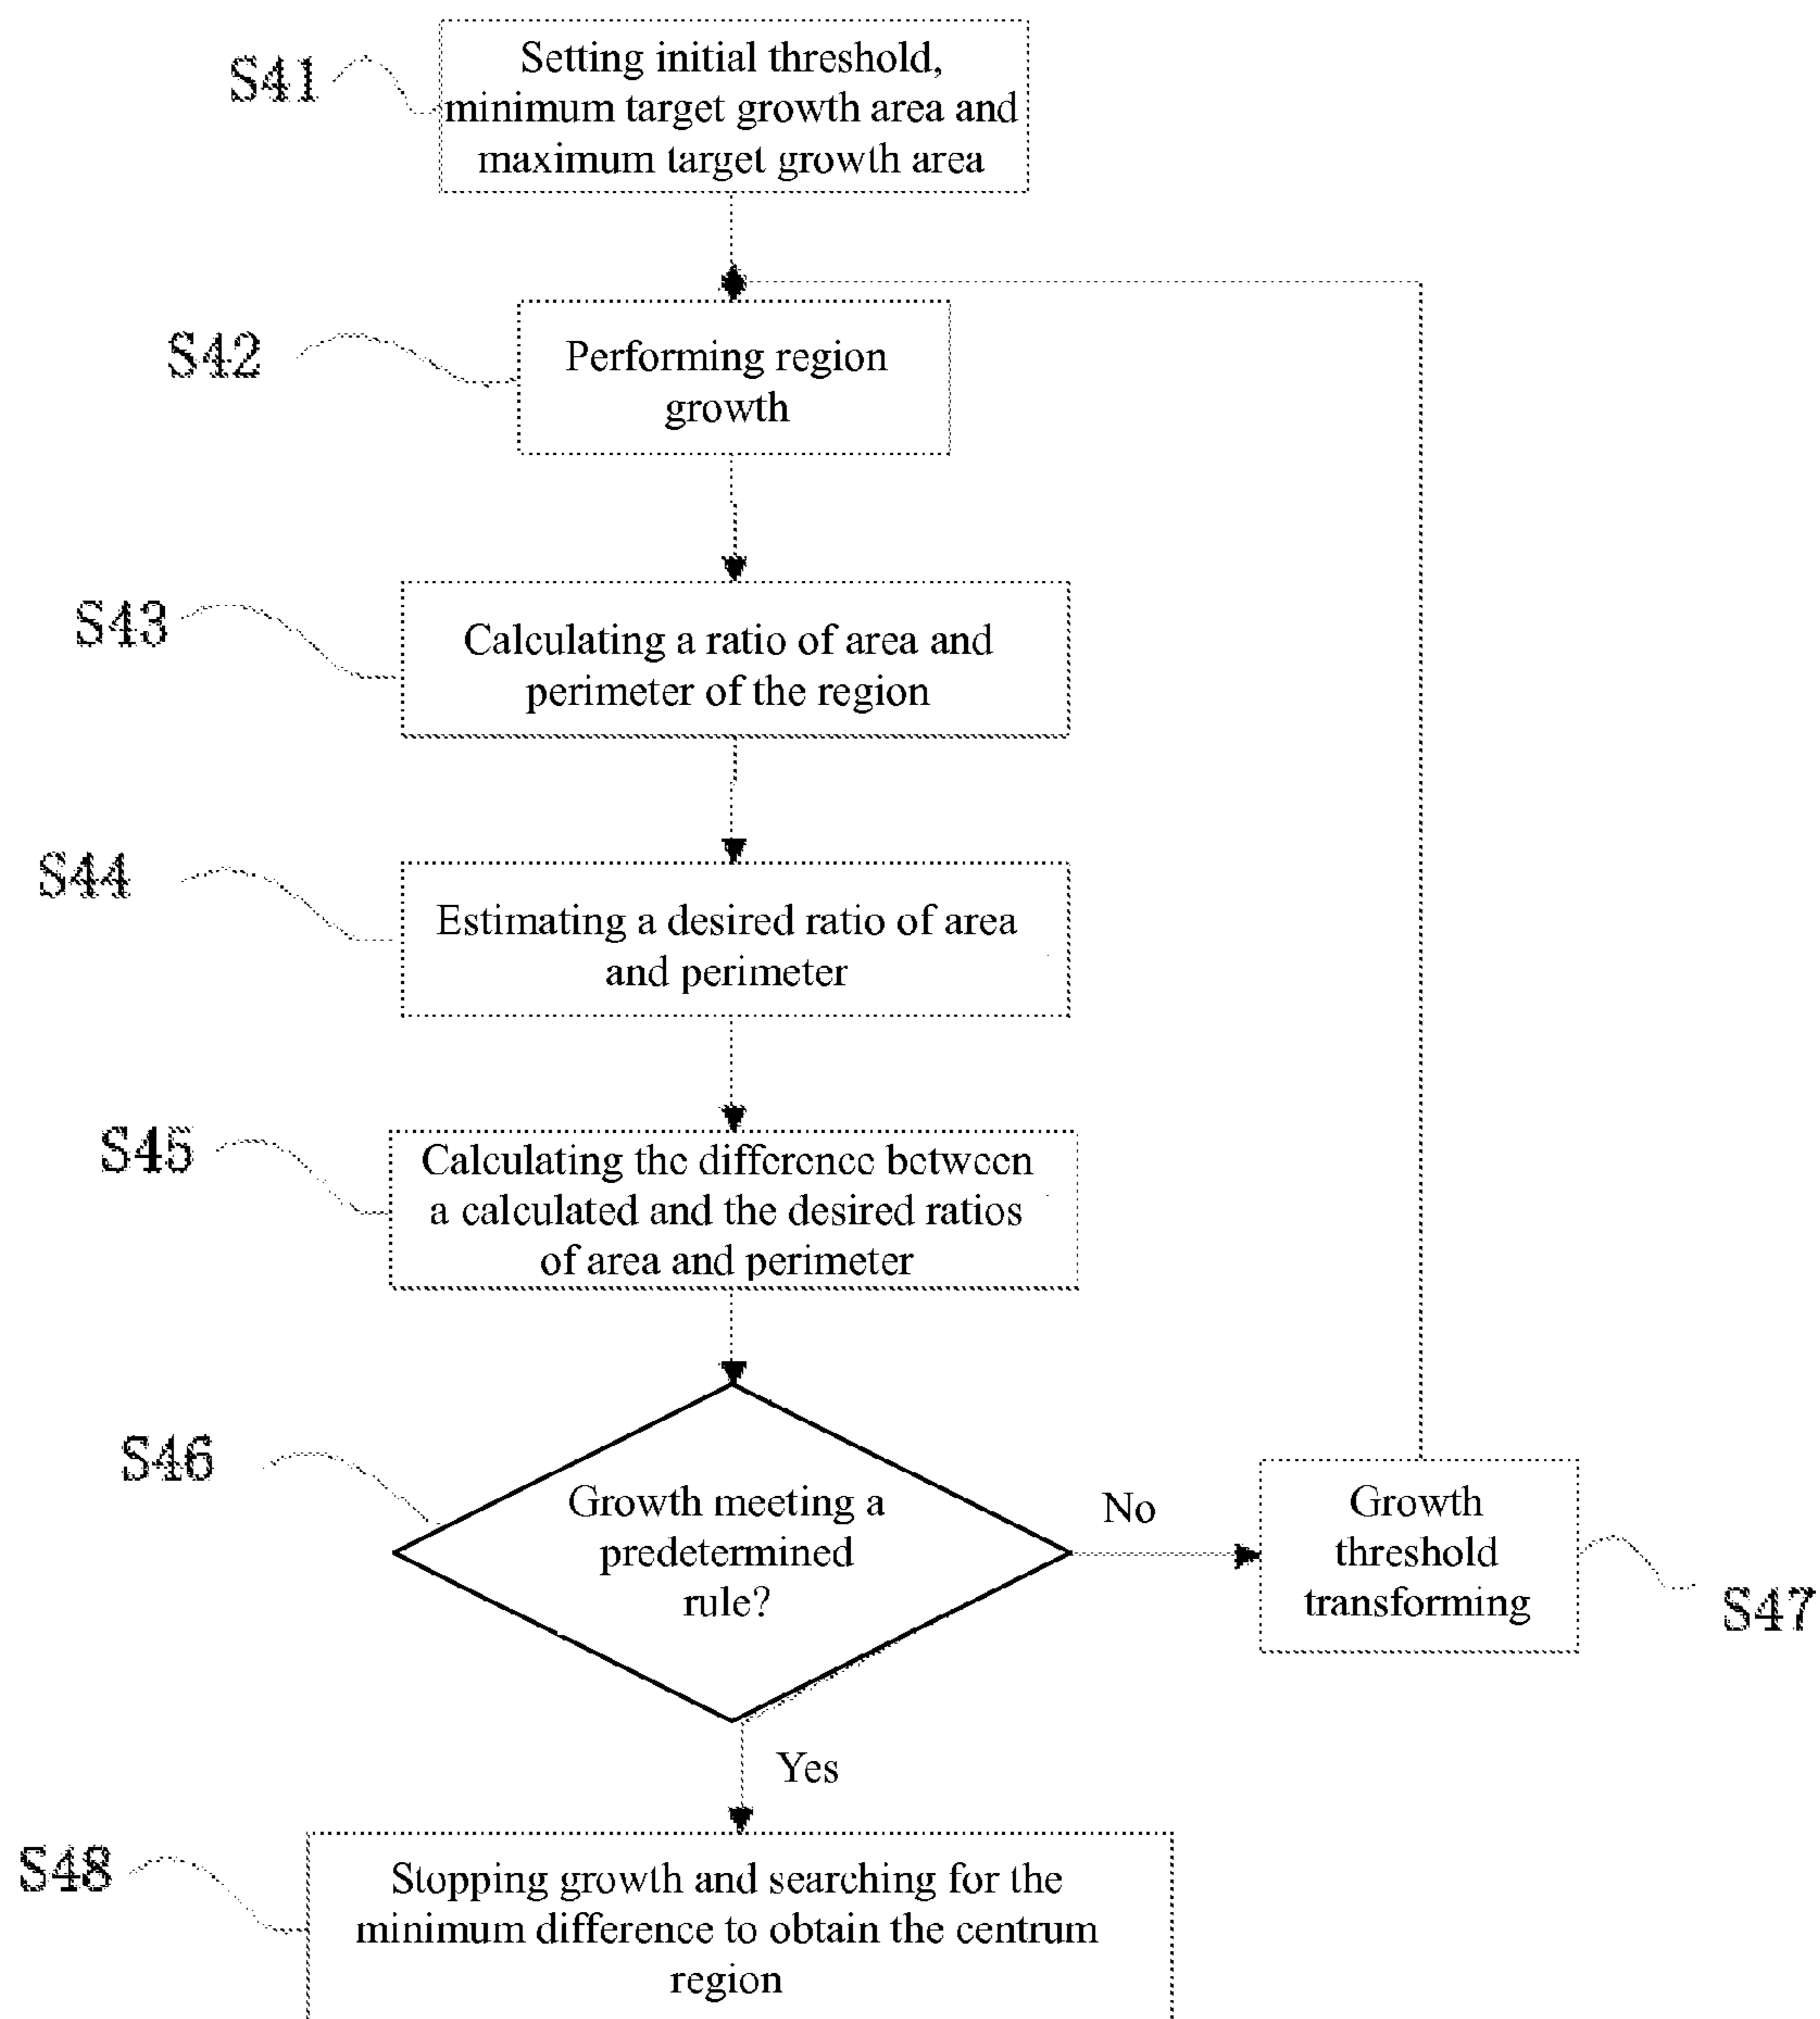 S41
Setting initial threshold,
minimum target growth area and
maximum target growth area
S42
Performing region
growth
S43
Calculating a ratio of area and
perimeter of the region
S44
Estimating a desired ratio of area
and perimeter
S45
Calculating the difference between
a calculated and the desired ratios
of area and perimeter
S46
Growth meeting a
predetermined
rule?
No
Growth
threshold
transforming
S47
Yes
S48
Stopping growth and searching for the
minimum difference to obtain the centrum
region